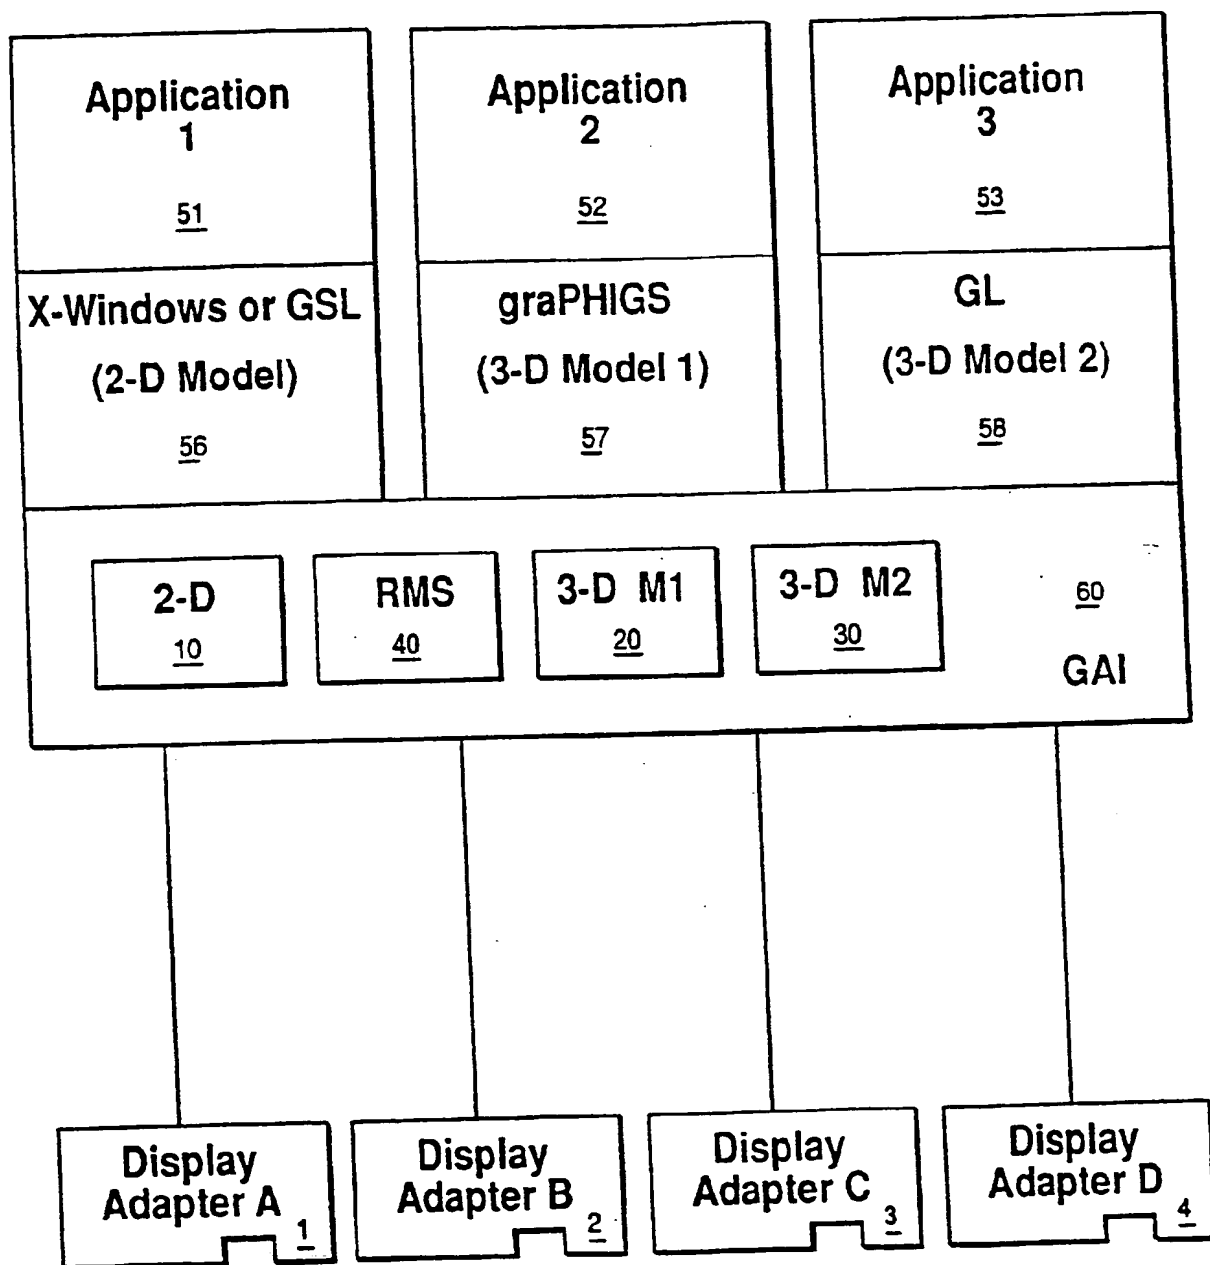 Application
1
51
Application
2
52
Application
3
53
X-Windows or GSL
(2-D Model)
56
graPHIGS
(3-D Model 1)
57
GL
(3-D Model 2)
58
2-D
10
RMS
40
3-D M1
20
3-D M2
30
60
GAI
Display
Adapter A
1
Display
Adapter B
2
Display
Adapter C
3
Display
Adapter D
4